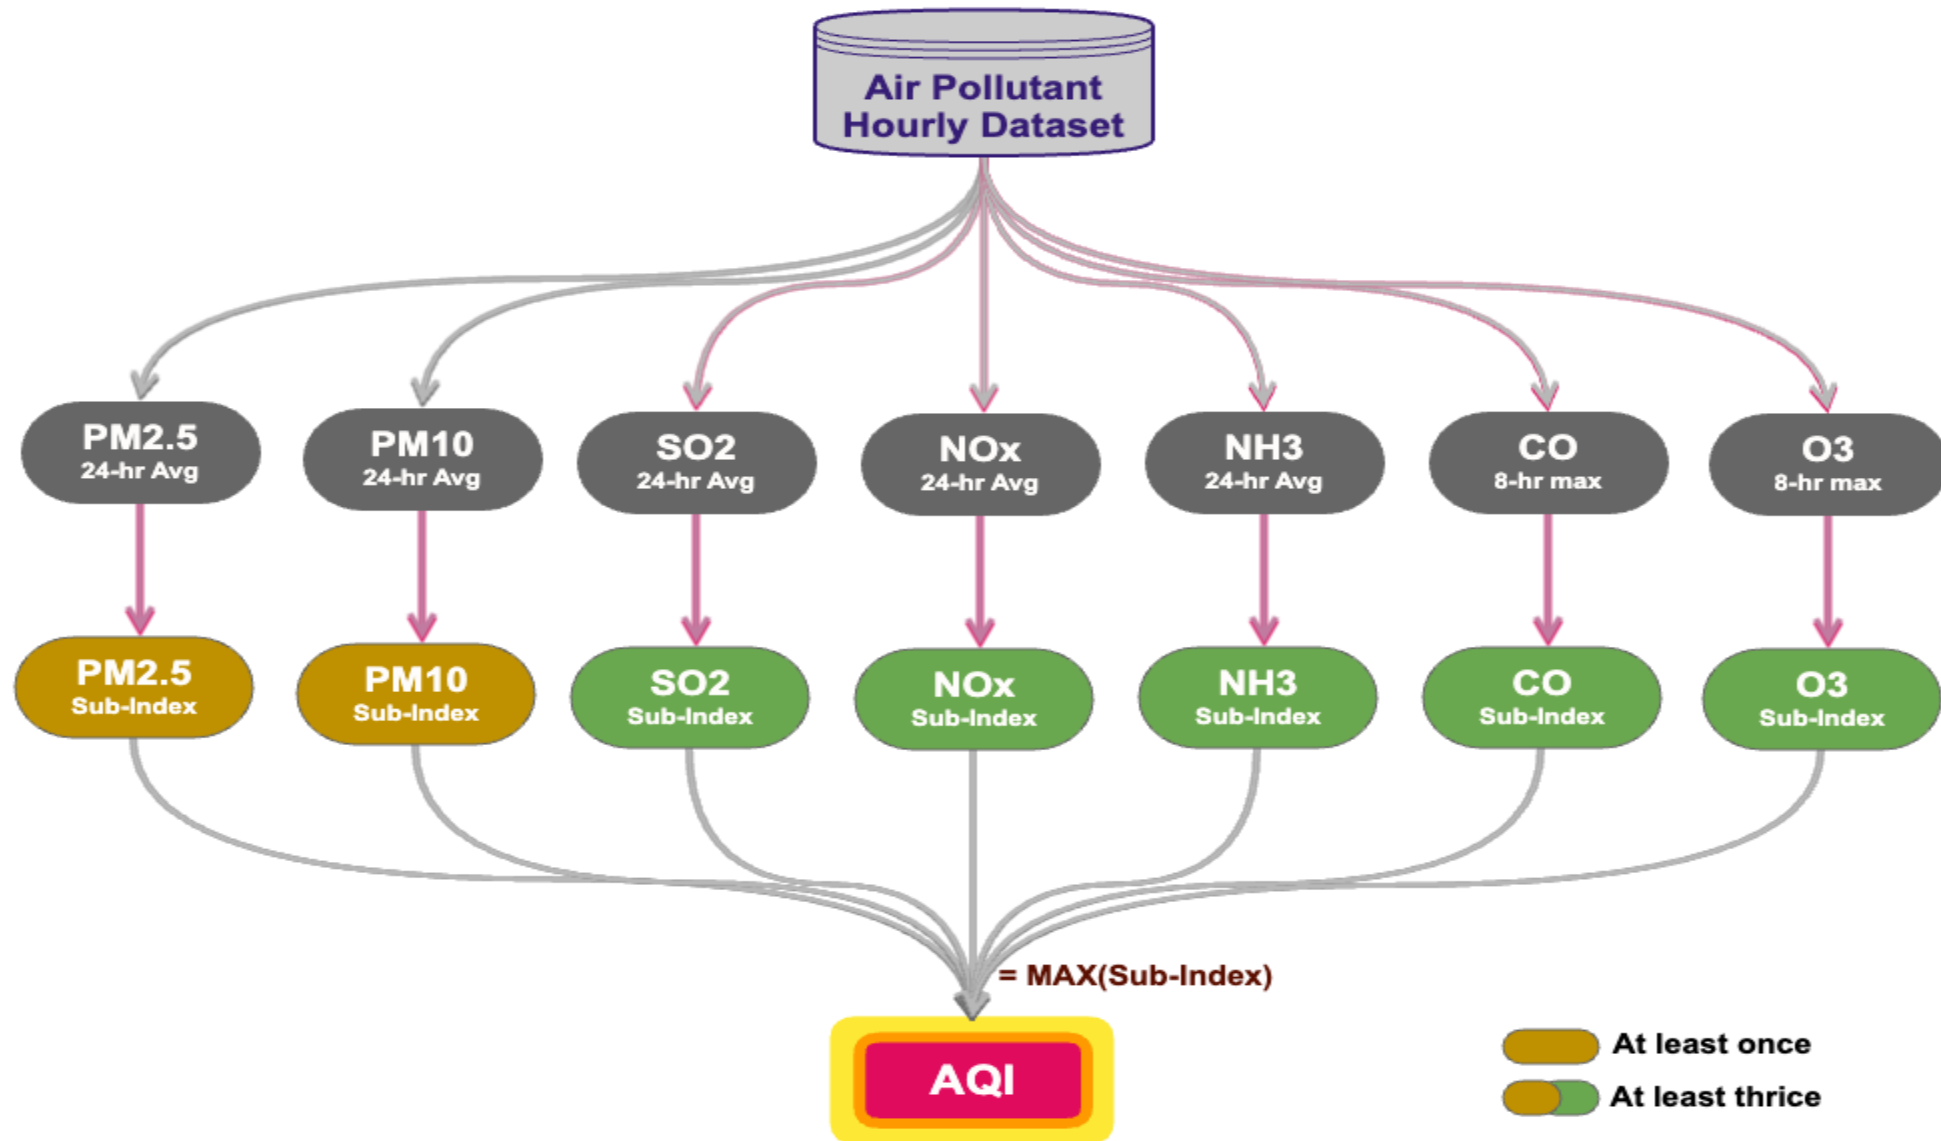 Air Pollutant
Hourly Dataset
PM2.5
24-hr Avg
PM10
24-hr Avg
SO2
24-hr Avg
NOx
24-hr Avg
NH3
24-hr Avg
CO
8-hr max
O3
8-hr max
PM2.5
Sub-Index
PM10
Sub-Index
SO2
Sub-Index
NOx
Sub-Index
NH3
Sub-Index
CO
Sub-Index
O3
Sub-Index
= MAX(Sub-Index)
AQI
At least once
At least thrice